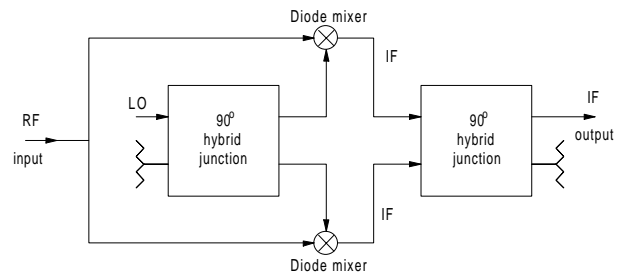 Diode mixer
IF
LO
RF
input
90°
hybrid
junction
90°
hybrid
junction
IF
output
IF
Diode mixer